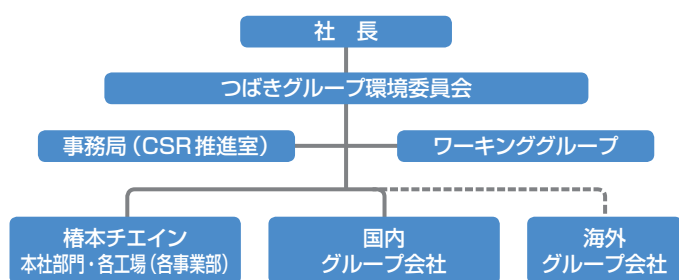 社　長
つばきグループ環境委員会
事務局（CSR推進室）
ワーキンググループ
椿本チエイン
本社部門・各工場（各事業部）
国内
グループ会社
海外
グループ会社